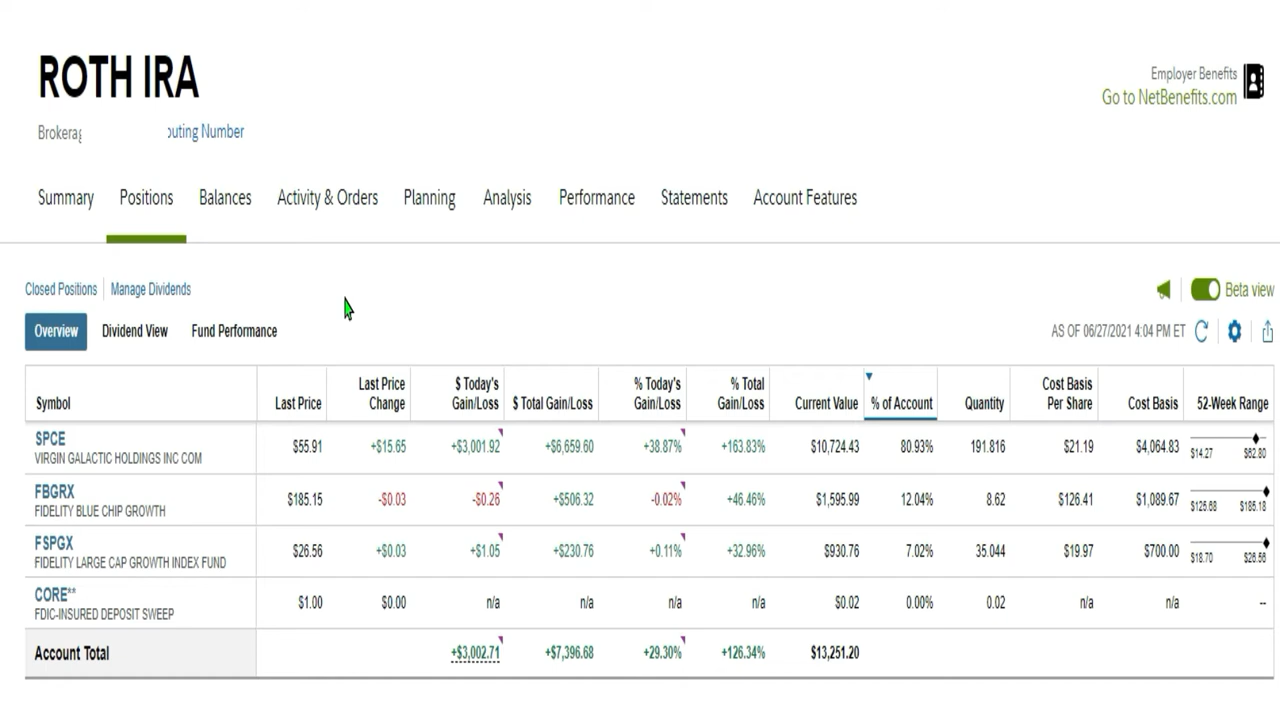 ROTH IRA
Employer Benefits
Go to NetBenefits.com
Brokerag outing Number
Summary Positions Balances Activity & Orders Planning Analysis Performance Statements Account Features
Closed Positions Manage Dividends Beta view
Overview Dividend View Fund Performance AS OF 06/27/2021 4:04 PM ET
Symbol Last Price Last Price Change $ Today's Gain/Loss $ Total Gain/Loss % Today's Gain/Loss % Total Gain/Loss Current Value % of Account Quantity Cost Basis Per Share Cost Basis 52-Week Range
SPCE
VIRGIN GALACTIC HOLDINGS INC COM $55.91 +$15.65 +$3,001.92 +$6,659.60 +38.87% +163.83% $10,724.43 80.93% 191.816 $21.19 $4,064.83 $14.27 $62.80
FBGRX
FIDELITY BLUE CHIP GROWTH $185.15 -$0.03 -$0.26 +$506.32 -0.02% +46.46% $1,595.99 12.04% 8.62 $126.41 $1,089.67 $125.68 $185.18
FSPGX
FIDELITY LARGE CAP GROWTH INDEX FUND $26.56 +$0.03 +$1.05 +$230.76 +0.11% +32.96% $930.76 7.02% 35.044 $19.97 $700.00 $18.70 $26.56
CORE**
FDIC-INSURED DEPOSIT SWEEP $1.00 $0.00 n/a n/a n/a n/a $0.02 0.00% 0.02 n/a n/a --
Account Total +$3,002.71 +$7,396.68 +29.30% +126.34% $13,251.20